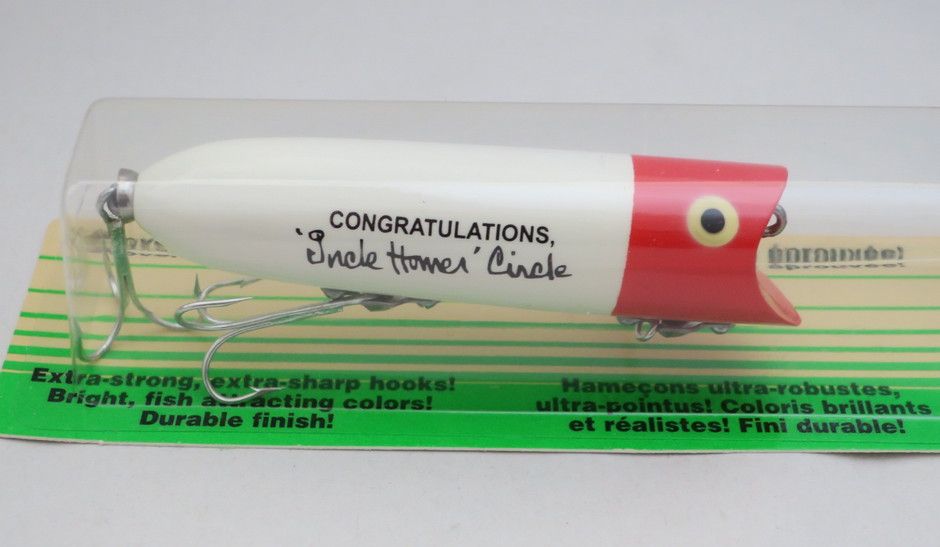 CONGRATULATIONS,
'Uncle Homer' Circle
éprouvée!
Extra-strong, extra-sharp hooks!
Bright, fish attracting colors!
Durable finish!
Hameçons ultra-robustes,
ultra-pointus! Coloris brillants
et réalistes! Fini durable!